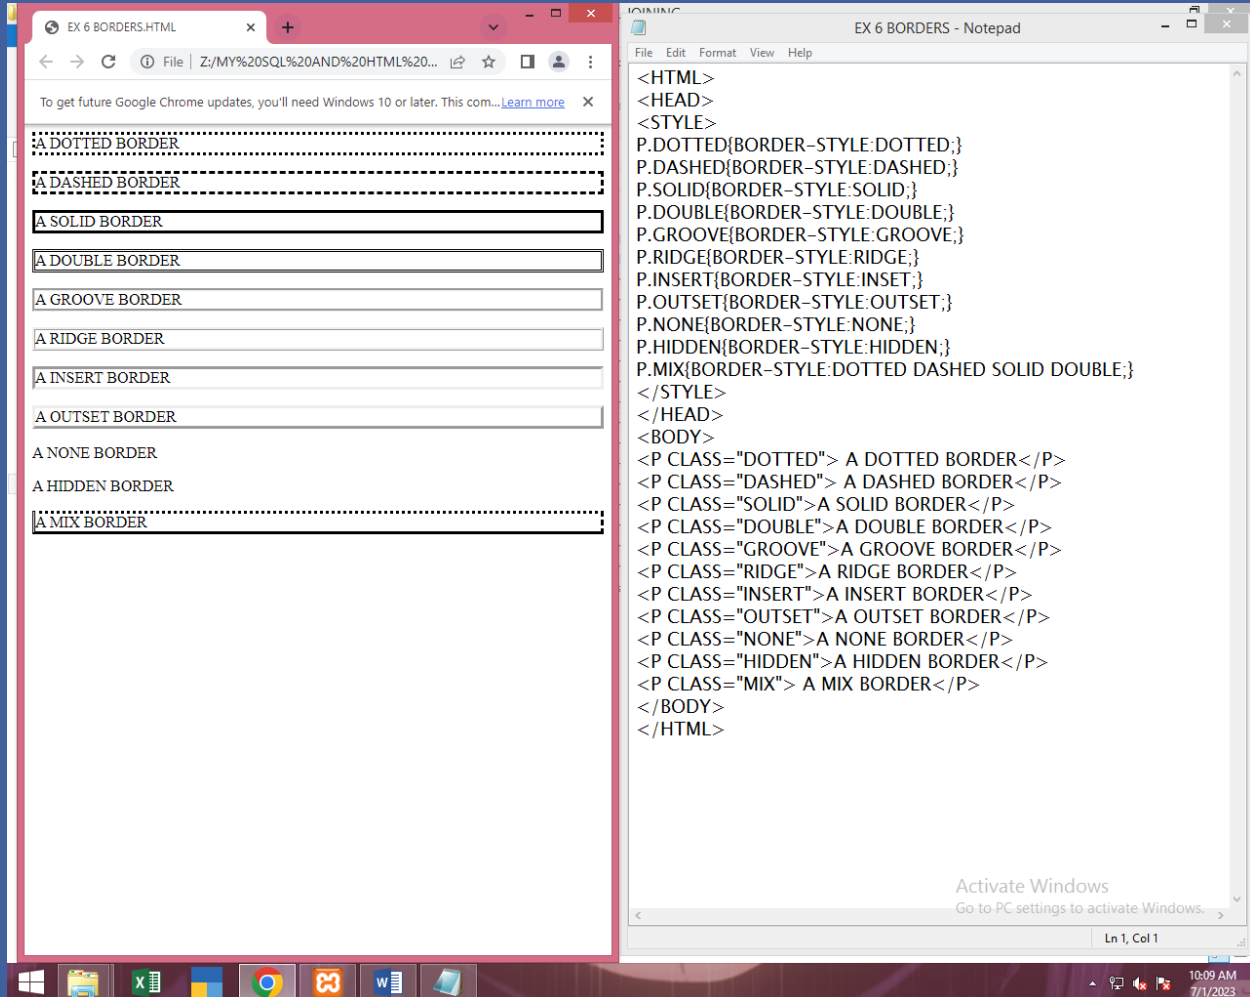 EX 6 BORDERS.HTML
File
Z:/MY%20SQL%20AND%20HTML%20...
To get future Google Chrome updates, you'll need Windows 10 or later. This com... Learn more
A DOTTED BORDER
A DASHED BORDER
A SOLID BORDER
A DOUBLE BORDER
A GROOVE BORDER
A RIDGE BORDER
A INSERT BORDER
A OUTSET BORDER
A NONE BORDER
A HIDDEN BORDER
A MIX BORDER
JOINING
EX 6 BORDERS - Notepad
File Edit Format View Help
<HTML>
<HEAD>
<STYLE>
P.DOTTED{BORDER-STYLE:DOTTED;}
P.DASHED{BORDER-STYLE:DASHED;}
P.SOLID{BORDER-STYLE:SOLID;}
P.DOUBLE{BORDER-STYLE:DOUBLE;}
P.GROOVE{BORDER-STYLE:GROOVE;}
P.RIDGE{BORDER-STYLE:RIDGE;}
P.INSERT{BORDER-STYLE:INSET;}
P.OUTSET{BORDER-STYLE:OUTSET;}
P.NONE{BORDER-STYLE:NONE;}
P.HIDDEN{BORDER-STYLE:HIDDEN;}
P.MIX{BORDER-STYLE:DOTTED DASHED SOLID DOUBLE;}
</STYLE>
</HEAD>
<BODY>
<P CLASS="DOTTED"> A DOTTED BORDER</P>
<P CLASS="DASHED"> A DASHED BORDER</P>
<P CLASS="SOLID">A SOLID BORDER</P>
<P CLASS="DOUBLE">A DOUBLE BORDER</P>
<P CLASS="GROOVE">A GROOVE BORDER</P>
<P CLASS="RIDGE">A RIDGE BORDER</P>
<P CLASS="INSERT">A INSERT BORDER</P>
<P CLASS="OUTSET">A OUTSET BORDER</P>
<P CLASS="NONE">A NONE BORDER</P>
<P CLASS="HIDDEN">A HIDDEN BORDER</P>
<P CLASS="MIX"> A MIX BORDER</P>
</BODY>
</HTML>
Activate Windows
Go to PC settings to activate Windows.
Ln 1, Col 1
10:09 AM
7/1/2023